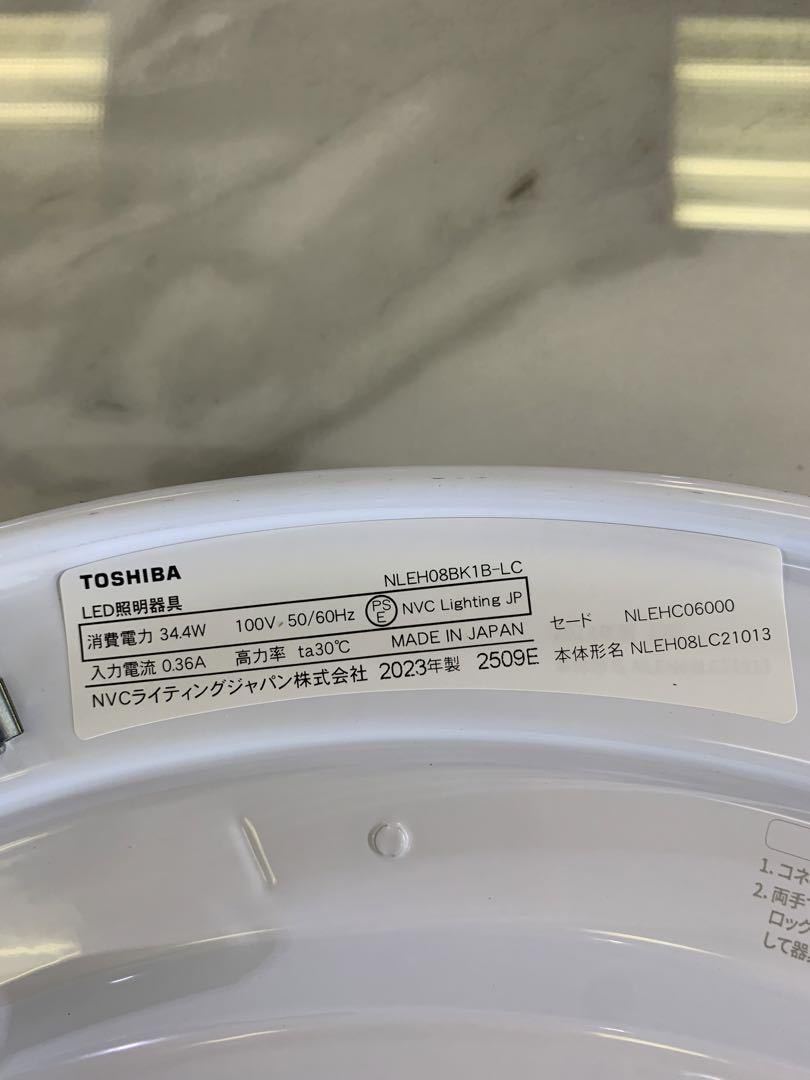 TOSHIBA
NLEH08BK1B-LC
LED照明器具
消費電力 34.4W 100V 50/60Hz PSE NVC Lighting JP
入力電流 0.36A 高力率 ta30℃ MADE IN JAPAN
NVCライティングジャパン株式会社 2023年製 2509E
セード NLEHC06000
本体形名 NLEH08LC21013
1. コネ
2. 両手
ロック
して器